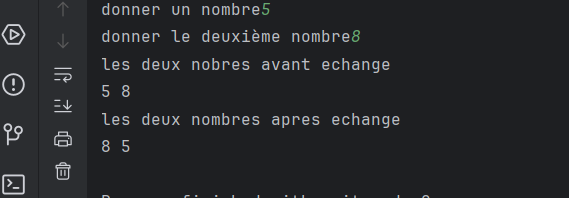 donner un nombre5
donner le deuxième nombre8
les deux nobres avant echange
5 8
les deux nombres apres echange
8 5